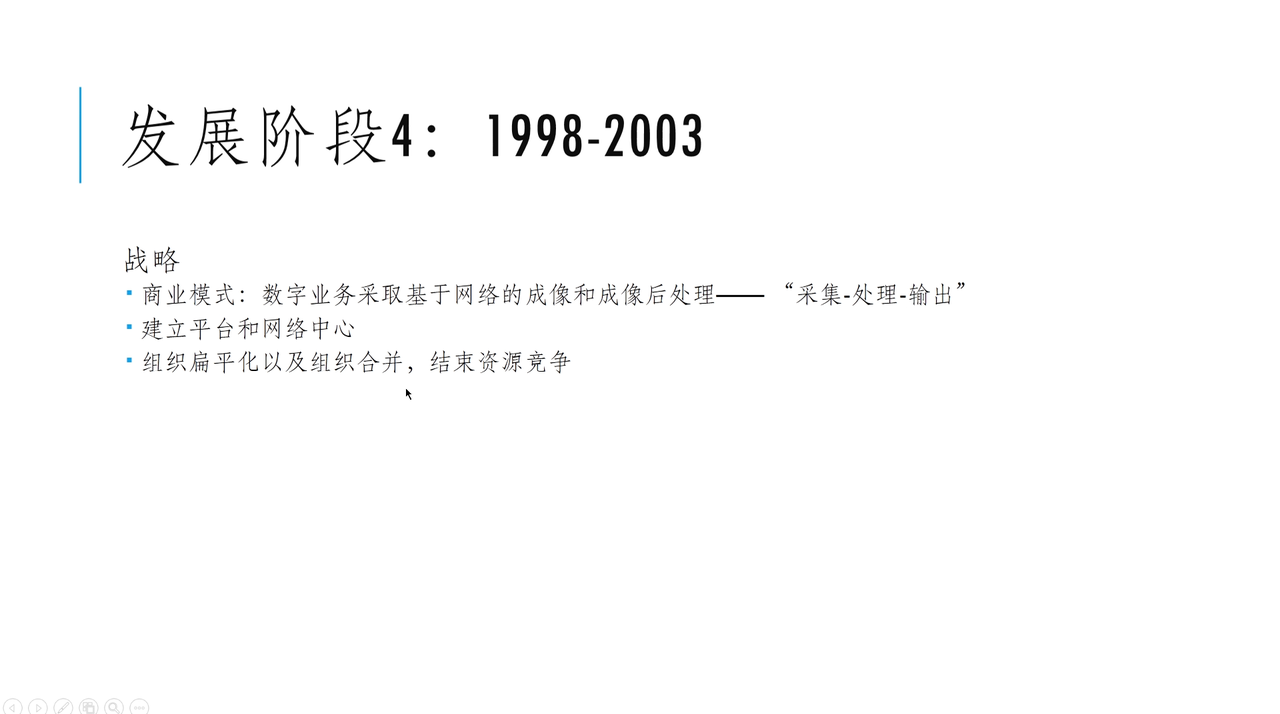 发展阶段4：1998-2003
战略
商业模式：数字业务采取基于网络的成像和成像后处理——“采集-处理-输出”
建立平台和网络中心
组织扁平化以及组织合并，结束资源竞争